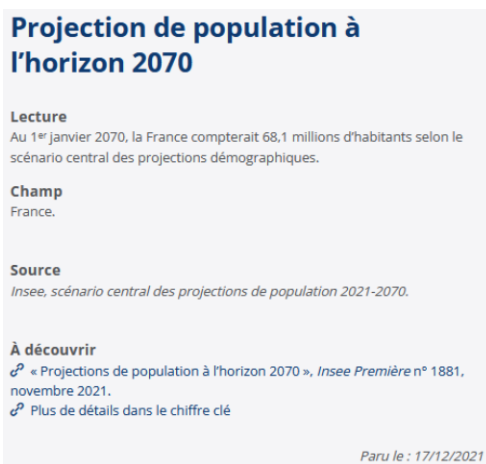 Projection de population à
l’horizon 2070
Lecture
Au 1er janvier 2070, la France compterait 68,1 millions d’habitants selon le
scénario central des projections démographiques.
Champ
France.
Source
Insee, scénario central des projections de population 2021-2070.
À découvrir
« Projections de population à l’horizon 2070 », Insee Première n° 1881,
novembre 2021.
Plus de détails dans le chiffre clé
Paru le : 17/12/2021